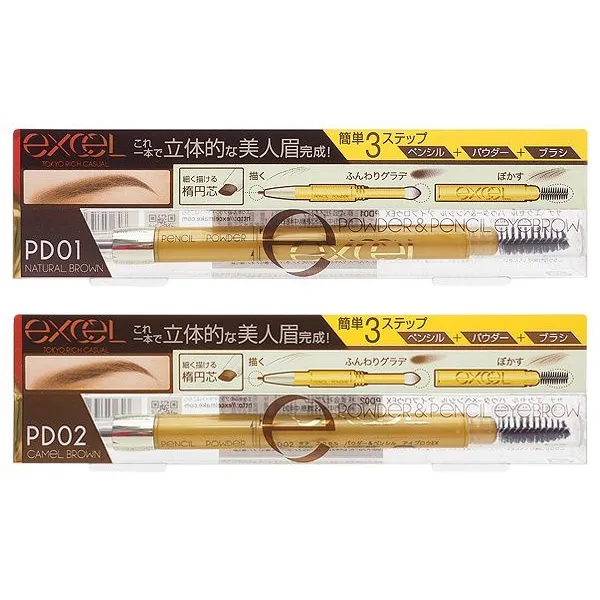 excel
TOKYO RICH CASUAL
これ一本で立体的な美人眉完成!
簡単3ステップ
ペンシル + パウダー + ブラシ
細く描ける
楕円芯
描く
ふんわりグラデ
ぼかす
PENCIL POWDER
excel
POWDER & PENCIL EYEBROW
PD01
NATURAL BROWN
PENCIL POWDER
e
excel
excel
TOKYO RICH CASUAL
これ一本で立体的な美人眉完成!
簡単3ステップ
ペンシル + パウダー + ブラシ
細く描ける
楕円芯
描く
ふんわりグラデ
ぼかす
PENCIL POWDER
excel
POWDER & PENCIL EYEBROW
PD02
CAMEL BROWN
PENCIL POWDER
e